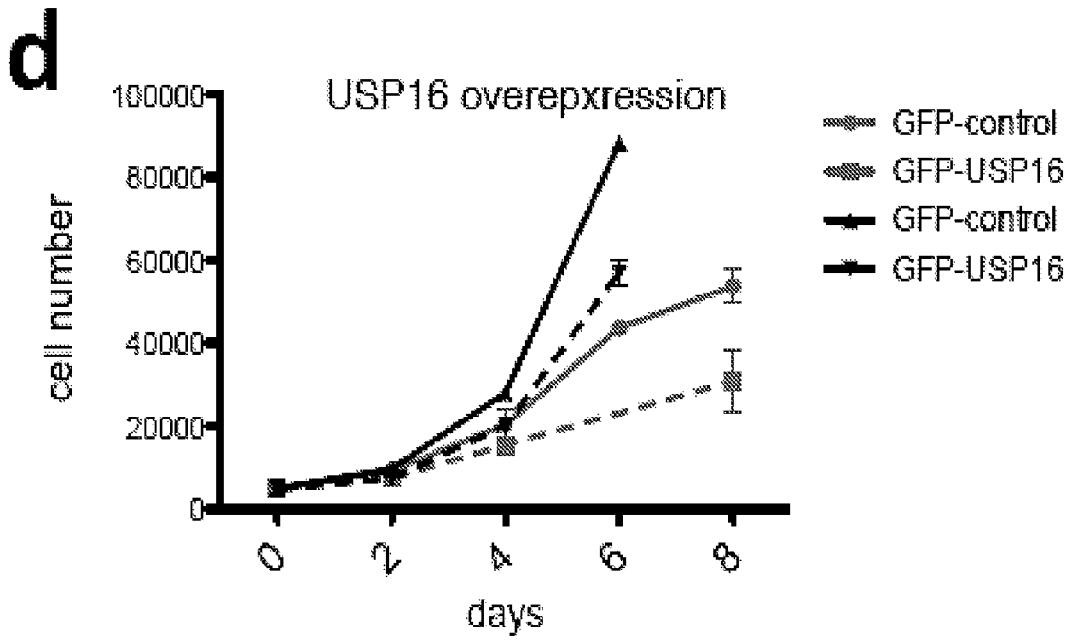 d
USP16 overepxression
100000
80000
60000
40000
20000
0
cell number
0 2 4 6 8
days
GFP-control
GFP-USP16
GFP-control
GFP-USP16